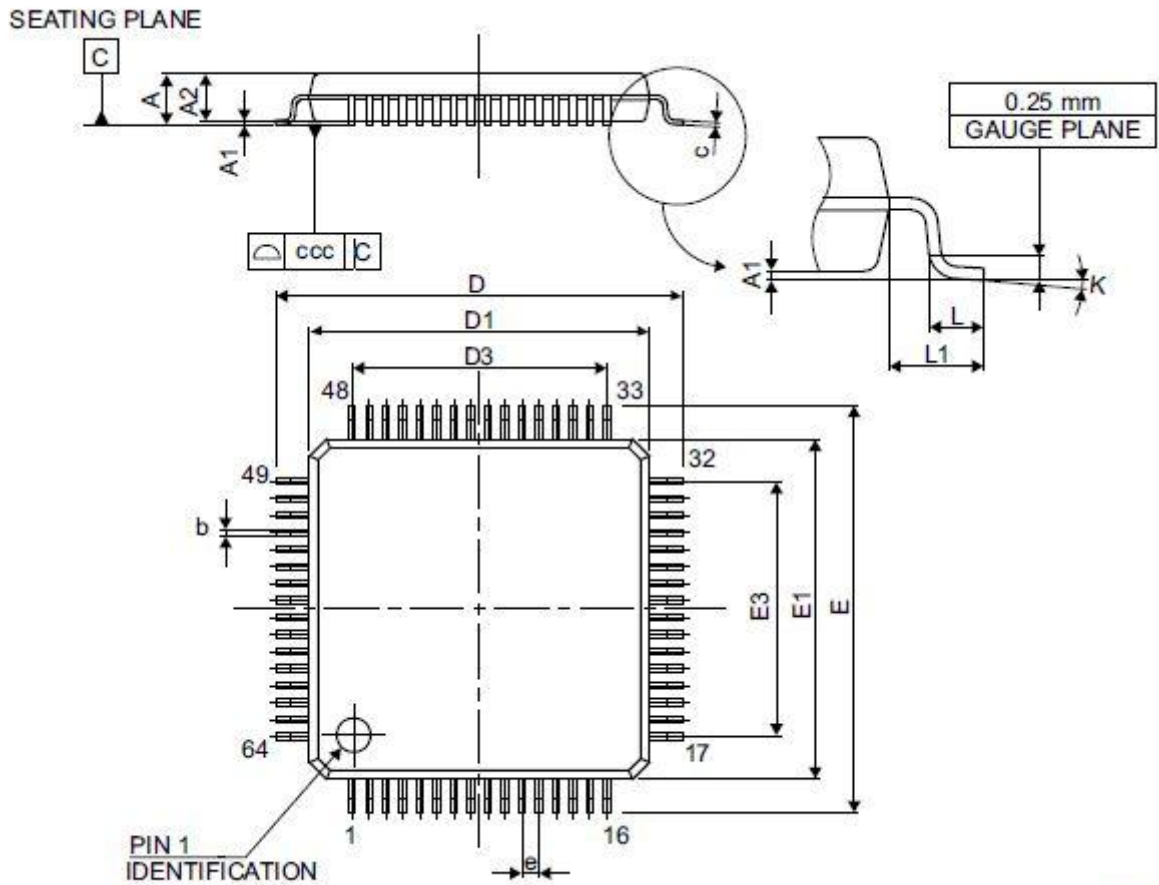 SEATING PLANE
C
A
A2
A1
c
0.25 mm
GAUGE PLANE
ccc C
A1
K
L
L1
D
D1
D3
48
33
49
32
b
E3
E1
E
64
17
PIN 1
IDENTIFICATION
1
16
e